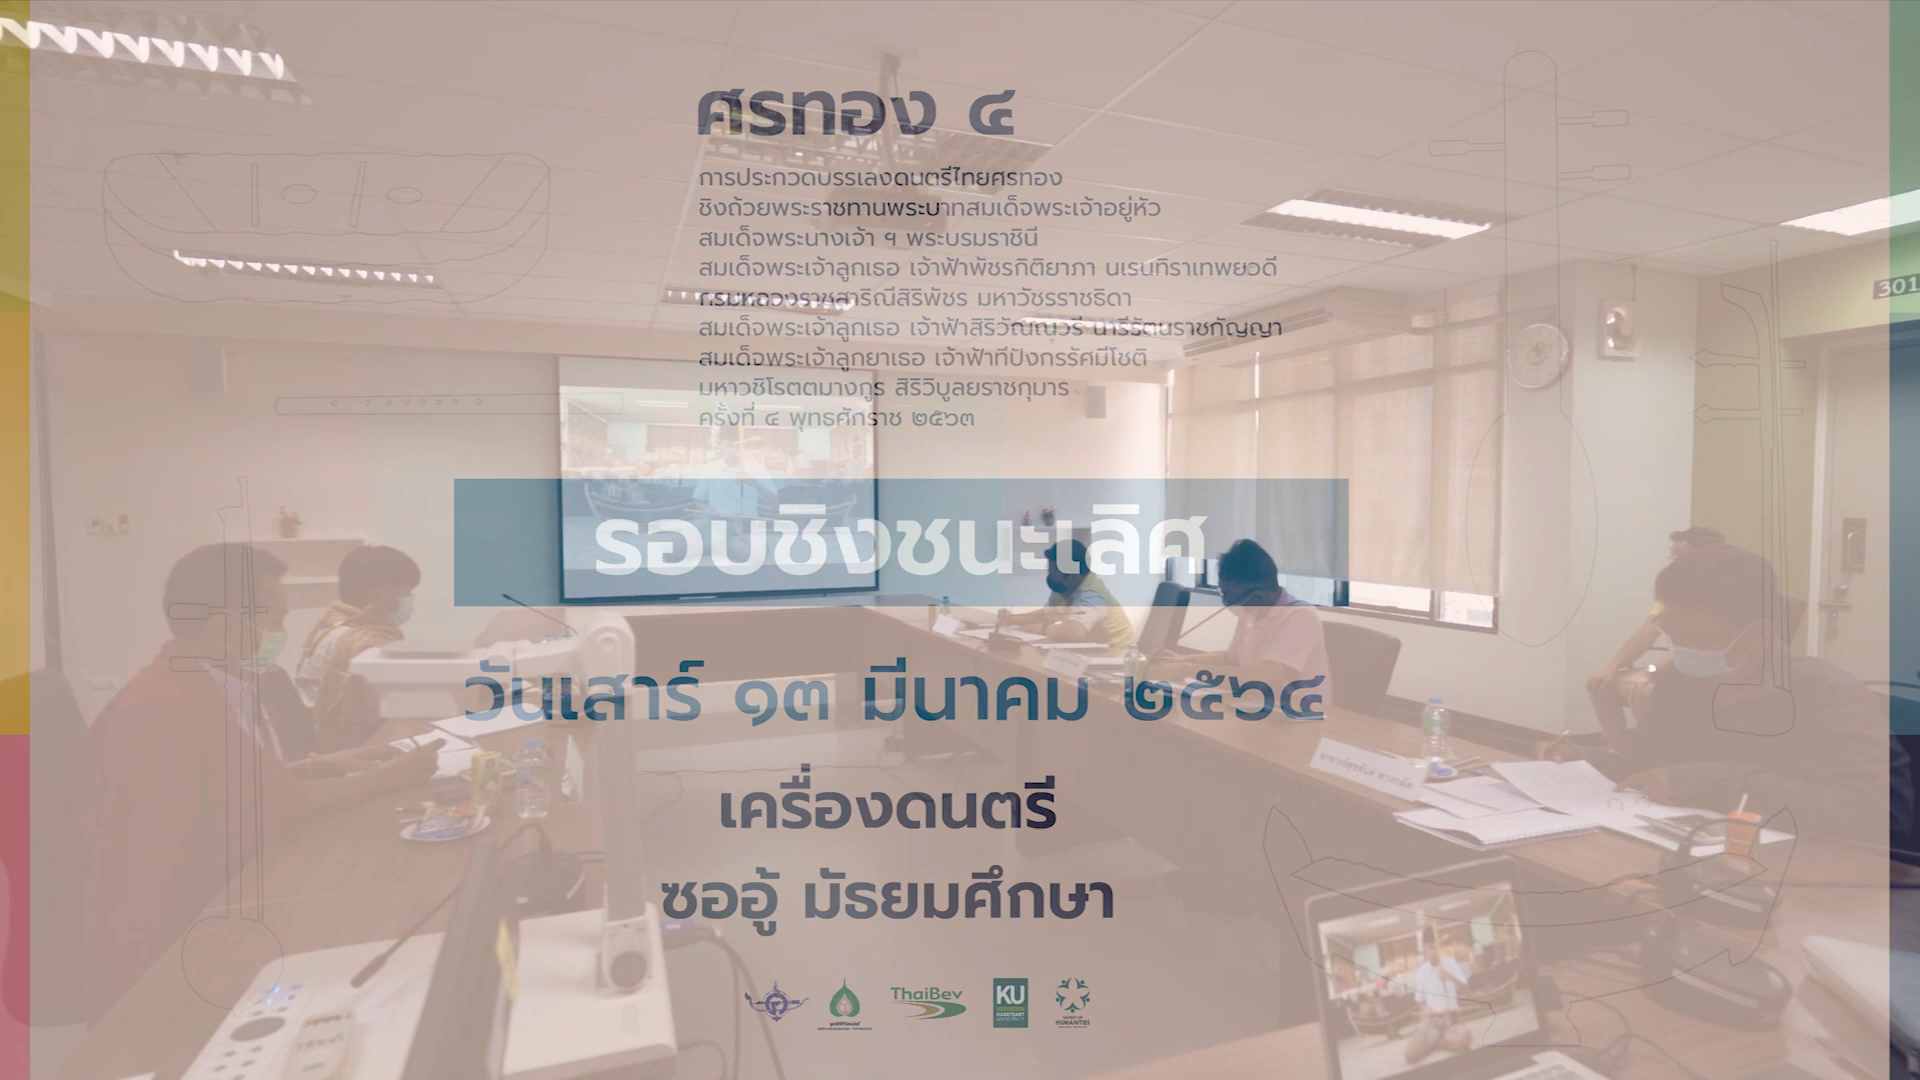 ศรทอง ๔
การประกวดบรรเลงดนตรีไทยศรทอง
ชิงถ้วยพระราชทานพระบาทสมเด็จพระเจ้าอยู่หัว
สมเด็จพระนางเจ้า ฯ พระบรมราชินี
สมเด็จพระเจ้าลูกเธอ เจ้าฟ้าพัชรกิติยาภา นเรนทิราเทพยวดี
กรมหลวงราชสาริณีสิริพัชร มหาวัชรราชธิดา
สมเด็จพระเจ้าลูกเธอ เจ้าฟ้าสิริวัณณวรี นารีรัตนราชกัญญา
สมเด็จพระเจ้าลูกยาเธอ เจ้าฟ้าทีปังกรรัศมีโชติ
มหาวชิโรตตมางกูร สิริวิบูลยราชกุมาร
ครั้งที่ ๔ พุทธศักราช ๒๕๖๓
301
รอบชิงชนะเลิศ
วันเสาร์ ๑๓ มีนาคม ๒๕๖๔
เครื่องดนตรี
ซออู้ มัธยมศึกษา
ThaiBev
KU
KASETSART
UNIVERSITY
FACULTY OF
HUMANITIES